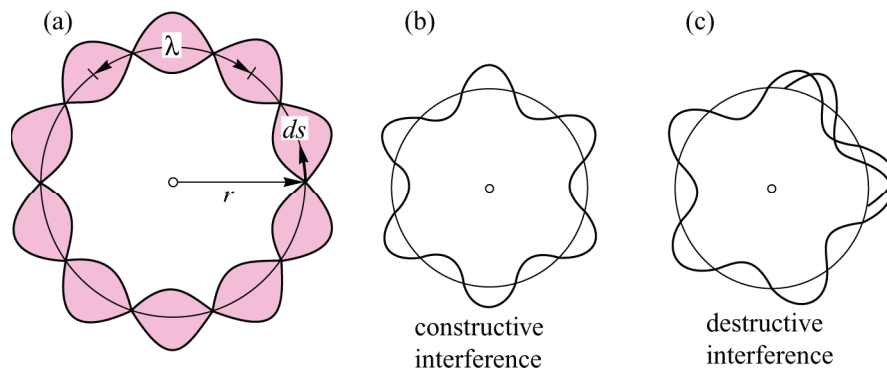 (a)
λ
ds
r
(b)
constructive
interference
(c)
destructive
interference